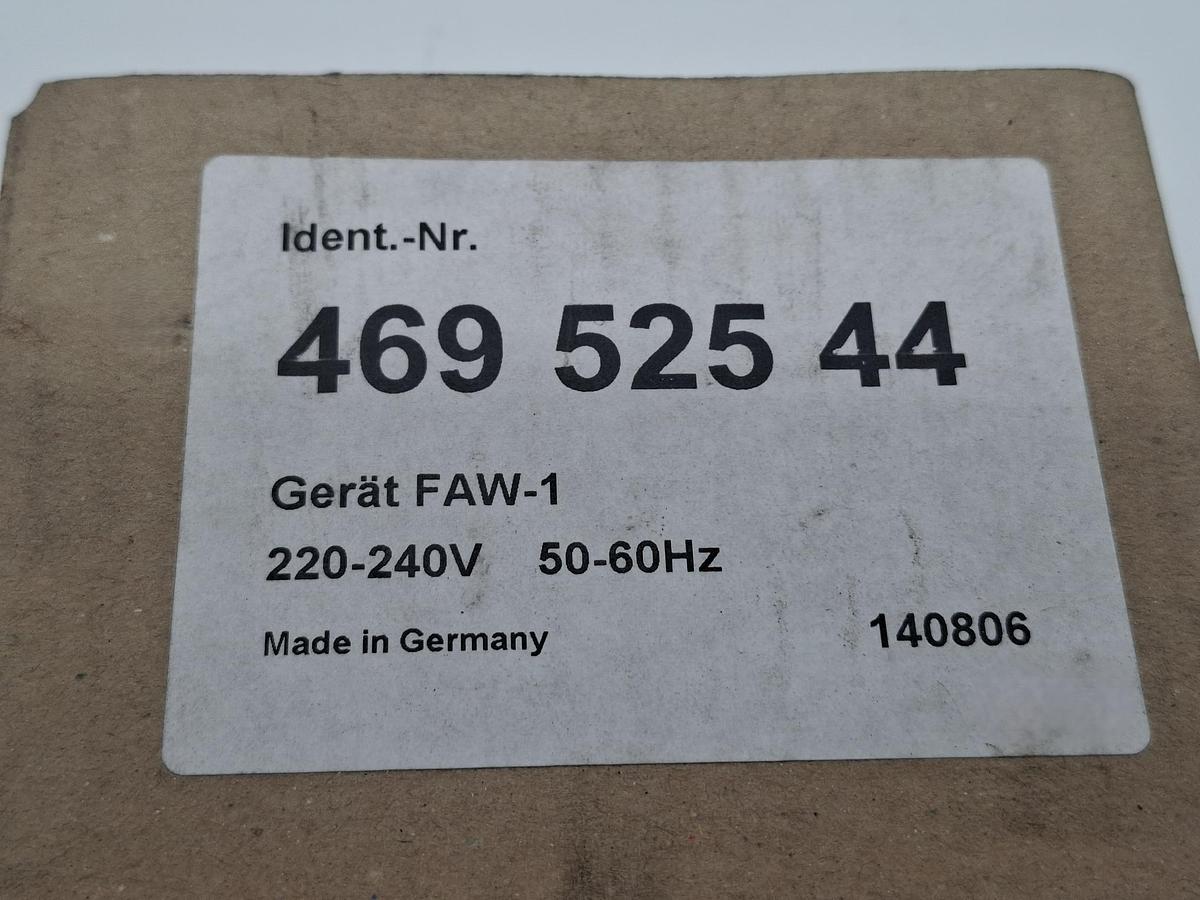 Ident.-Nr.
469 525 44
Gerät FAW-1
220-240V 50-60Hz
Made in Germany 140806